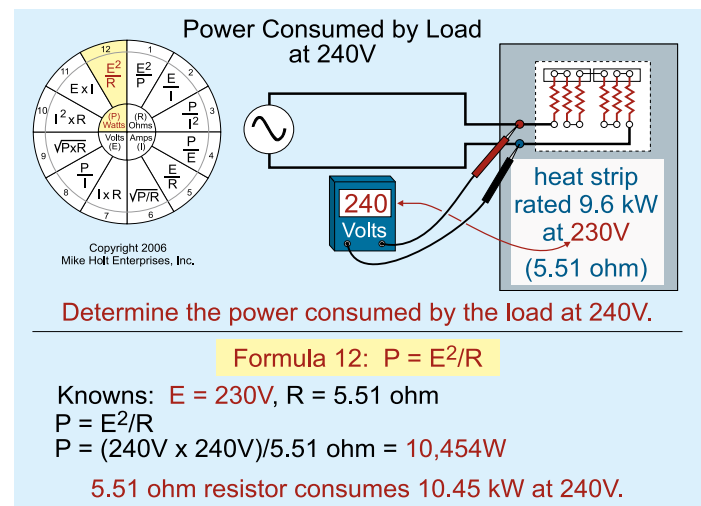 Power Consumed by Load
at 240V
12
1
2
3
4
5
6
7
8
9
10
11
E²/R
E²/P
E/I
P/I²
P/E
E/R
√P/R
I x R
P/I
√PxR
I² x R
E x I
(P)
Watts
(R)
Ohms
Volts
(E)
Amps
(I)
Copyright 2006
Mike Holt Enterprises, Inc.
240
Volts
heat strip
rated 9.6 kW
at 230V
(5.51 ohm)
Determine the power consumed by the load at 240V.
Formula 12: P = E²/R
Knowns: E = 230V, R = 5.51 ohm
P = E²/R
P = (240V x 240V)/5.51 ohm = 10,454W
5.51 ohm resistor consumes 10.45 kW at 240V.